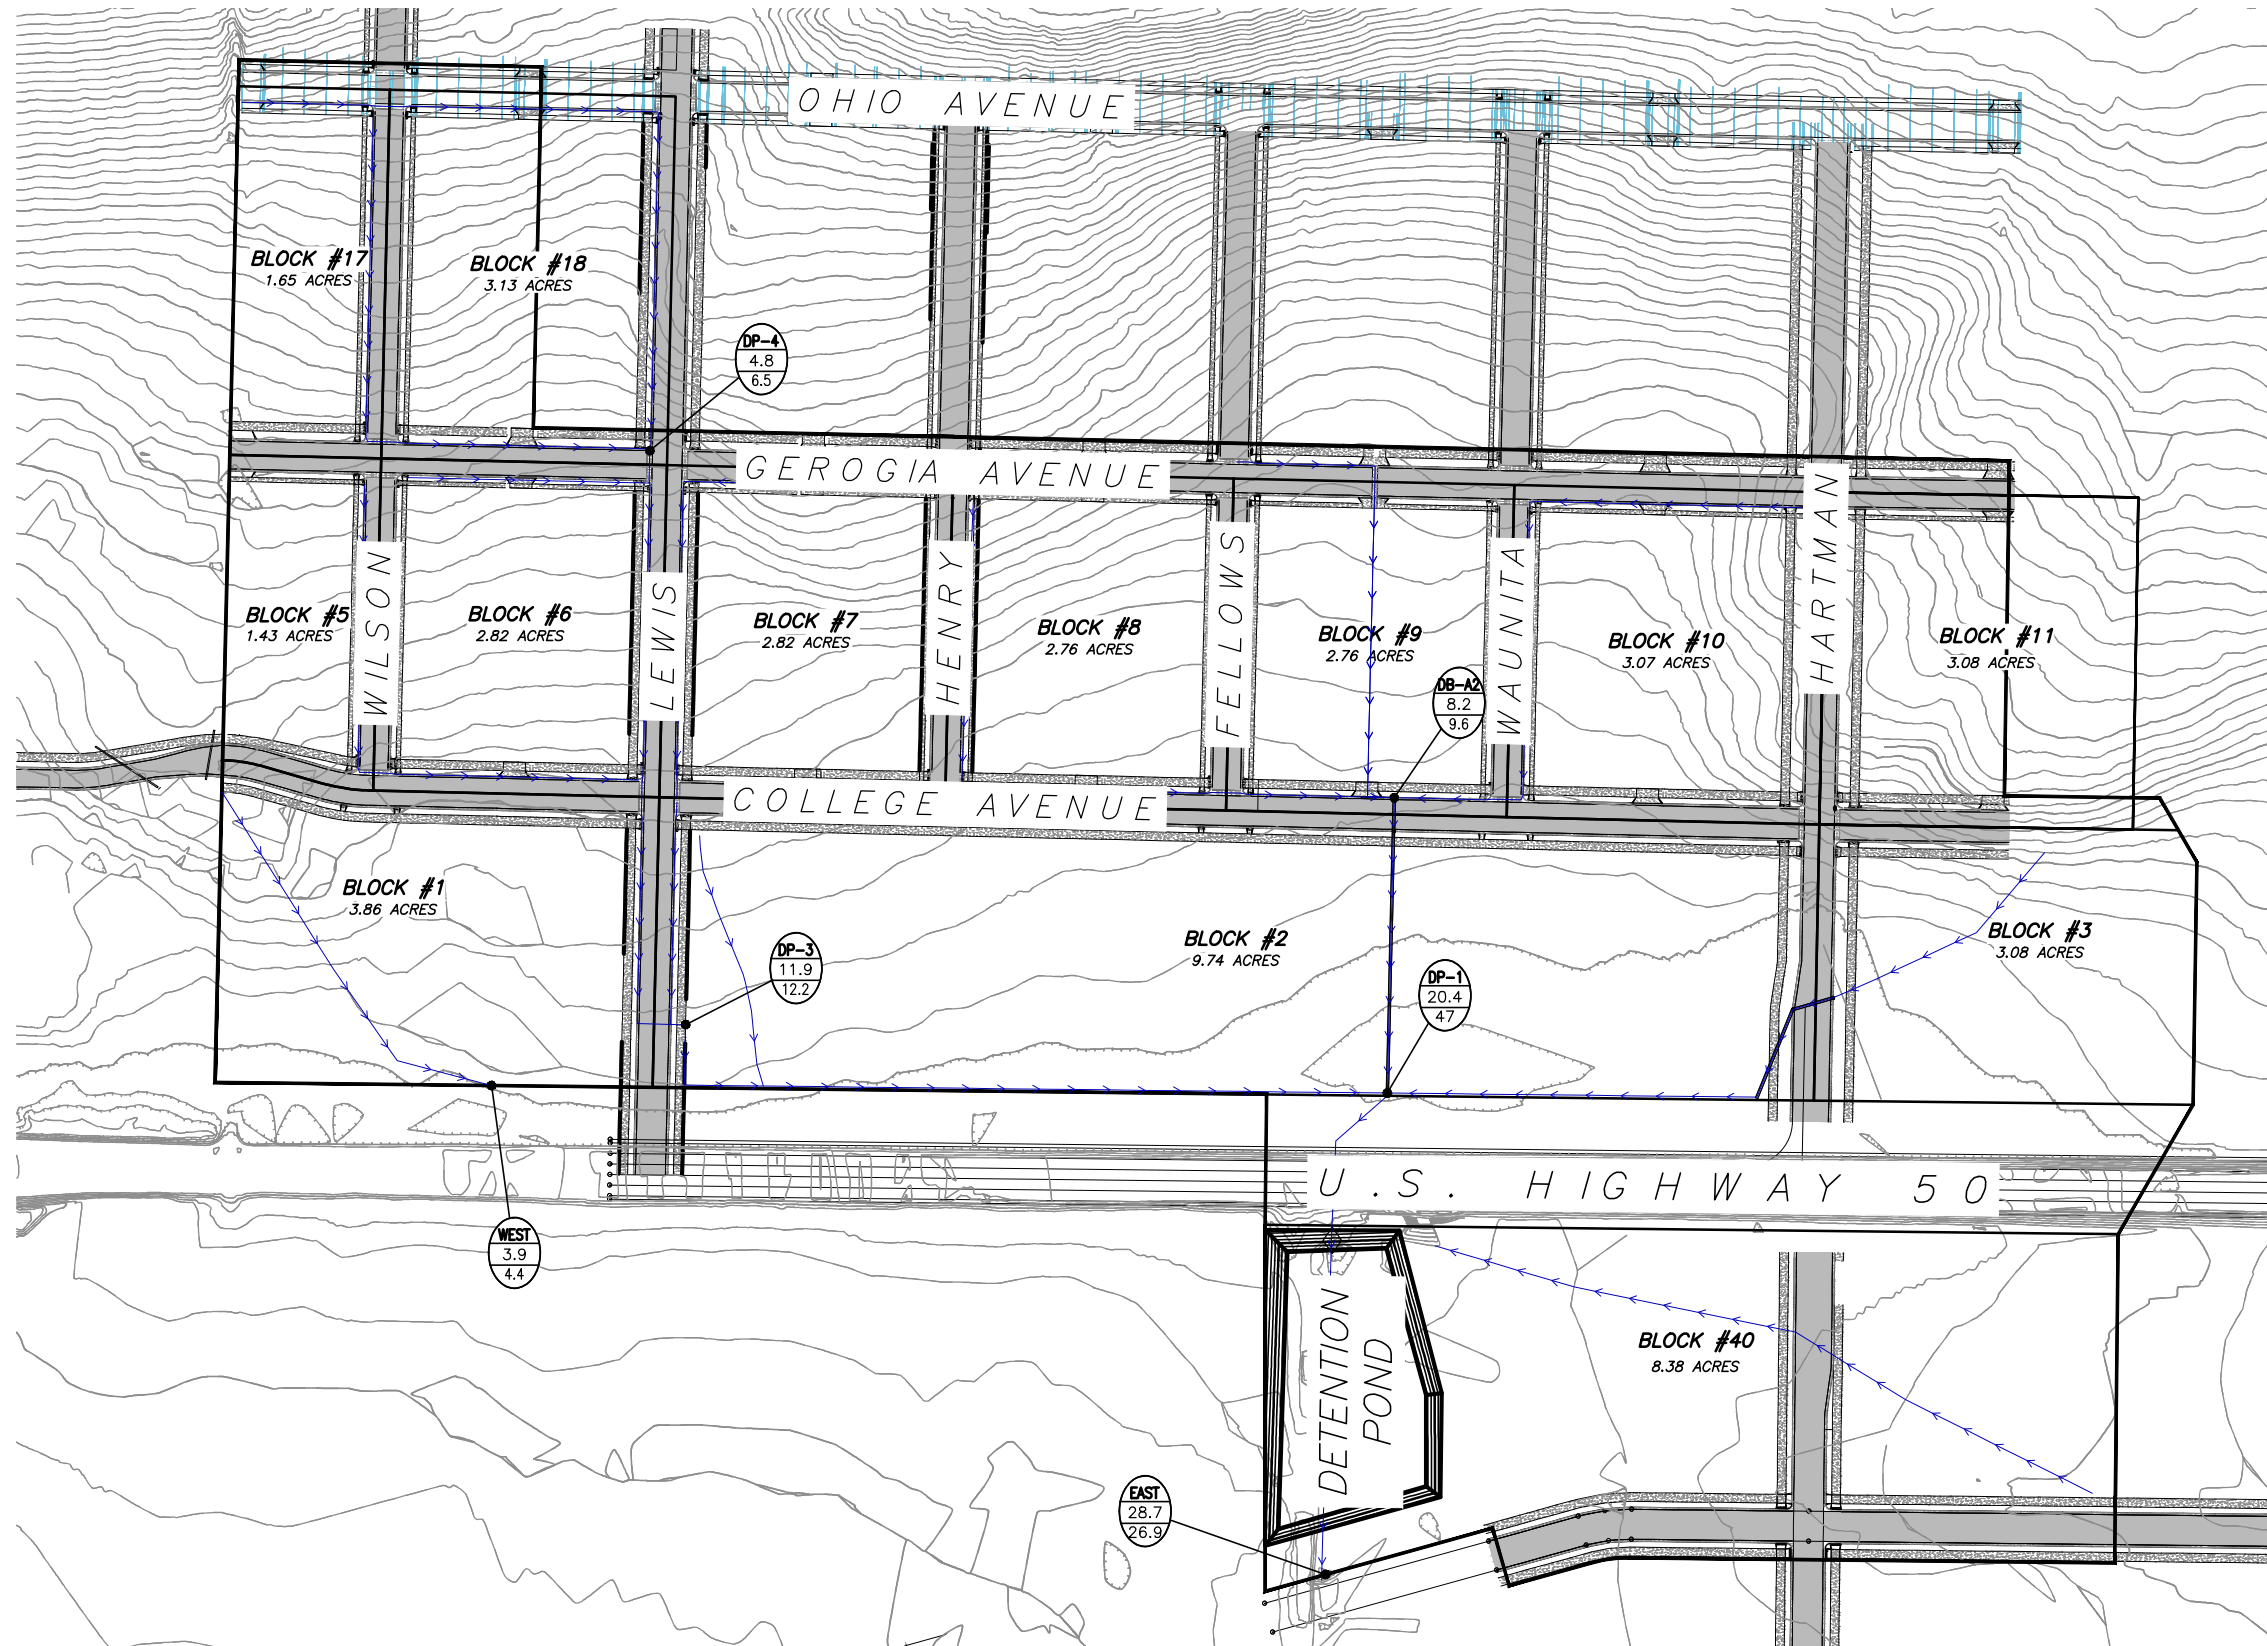 OHIO AVENUE
BLOCK #17
1.65 ACRES
BLOCK #18
3.13 ACRES
DP-4
4.8
6.5
GEROGIA AVENUE
WILSON
LEWIS
HENRY
FELLOWS
WAUNITA
HARTMAN
BLOCK #5
1.43 ACRES
BLOCK #6
2.82 ACRES
BLOCK #7
2.82 ACRES
BLOCK #8
2.76 ACRES
BLOCK #9
2.76 ACRES
BLOCK #10
3.07 ACRES
BLOCK #11
3.08 ACRES
DB-A2
8.2
9.6
COLLEGE AVENUE
BLOCK #1
3.86 ACRES
DP-3
11.9
12.2
BLOCK #2
9.74 ACRES
DP-1
20.4
47
BLOCK #3
3.08 ACRES
U.S. HIGHWAY 50
WEST
3.9
4.4
DETENTION
POND
BLOCK #40
8.38 ACRES
EAST
28.7
26.9